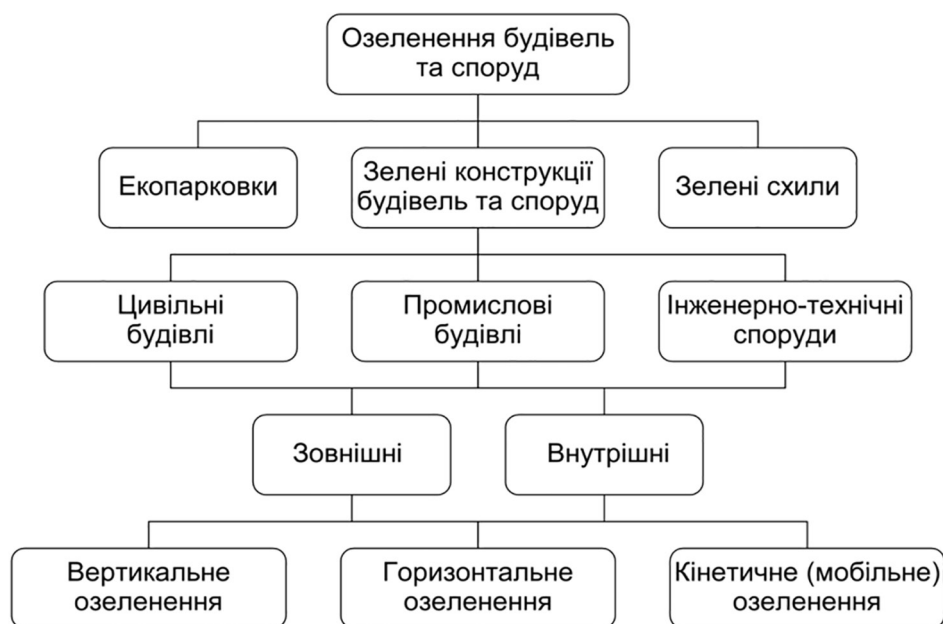 Озеленення будівель
та споруд
Екопарковки
Зелені конструкції
будівель та споруд
Зелені схили
Цивільні
будівлі
Промислові
будівлі
Інженерно-технічні
споруди
Зовнішні
Внутрішні
Вертикальне
озеленення
Горизонтальне
озеленення
Кінетичне (мобільне)
озеленення